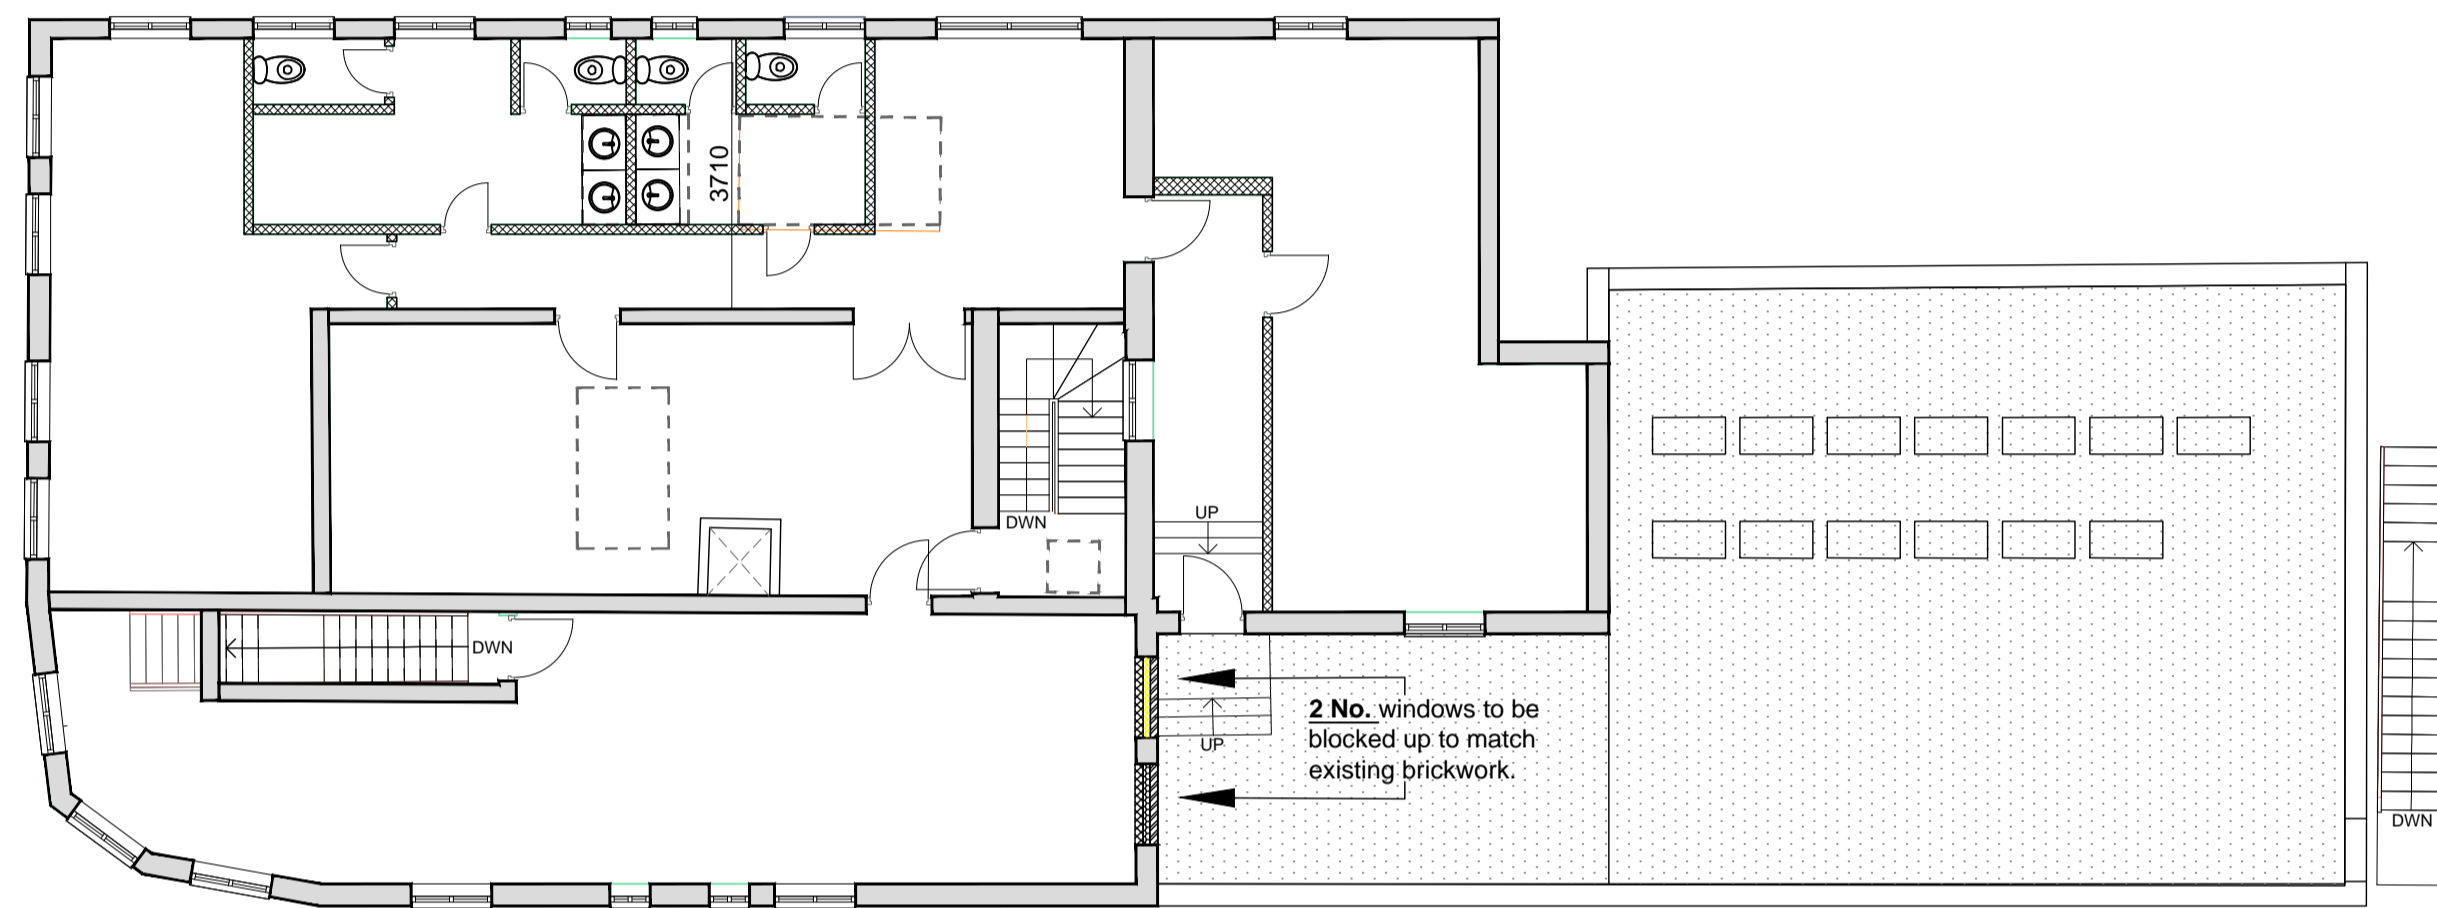 3710
DWN
UP
DWN
2 No. windows to be
blocked up to match
existing brickwork.
UP
DWN